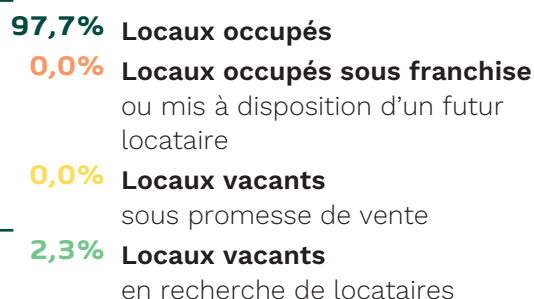 97,7% Locaux occupés
0,0% Locaux occupés sous franchise
ou mis à disposition d’un futur
locataire
0,0% Locaux vacants
sous promesse de vente
2,3% Locaux vacants
en recherche de locataires